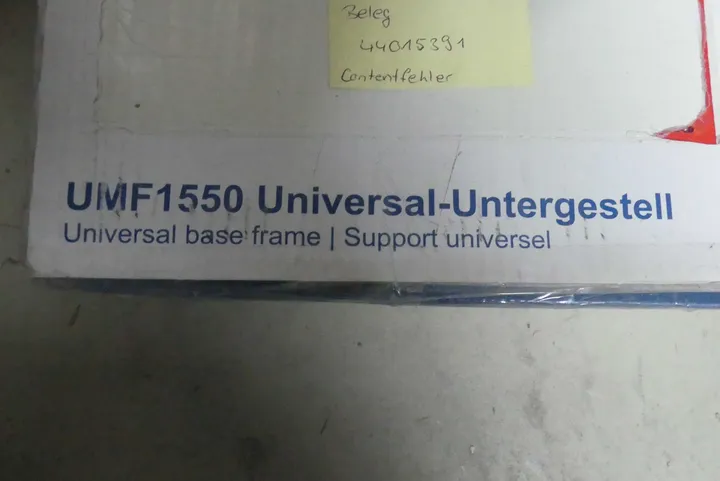 Beleg
44015391
Contentfehler
UMF1550 Universal-Untergestell
Universal base frame | Support universel